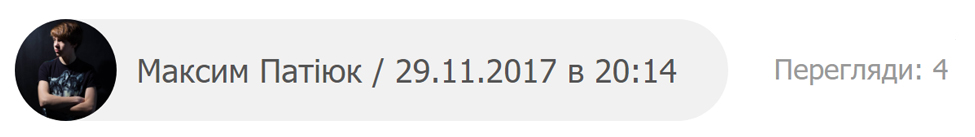 Максим Патіюк / 29.11.2017 в 20:14 Перегляди: 4